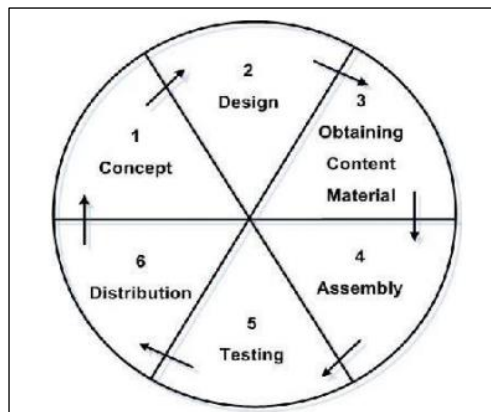 1
Concept
2
Design
3
Obtaining
Content
Material
4
Assembly
5
Testing
6
Distribution